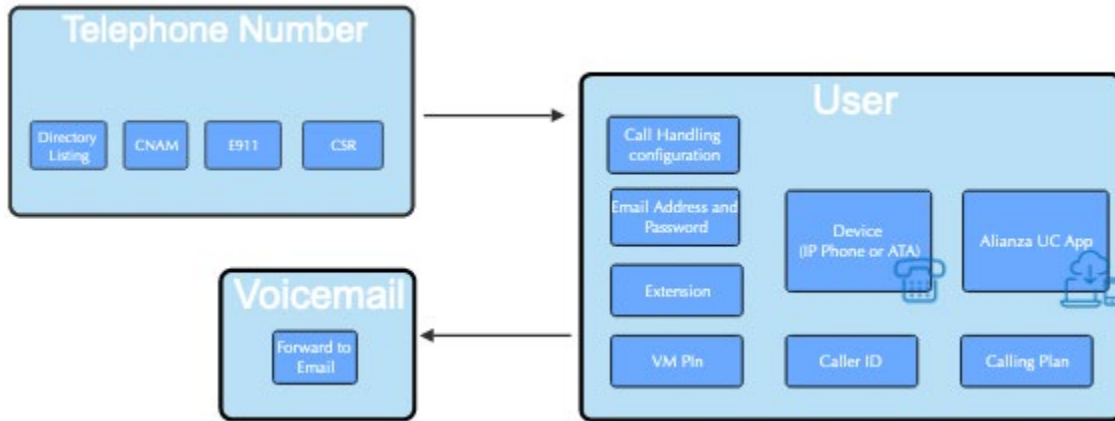 Telephone Number
Directory
Listing
CNAM
E911
CSR
User
Call Handling
configuration
Email Address and
Password
Extension
VM PIn
Device
(IP Phone or ATA)
Alianza UC App
Caller ID
Calling Plan
Voicemail
Forward to
Email